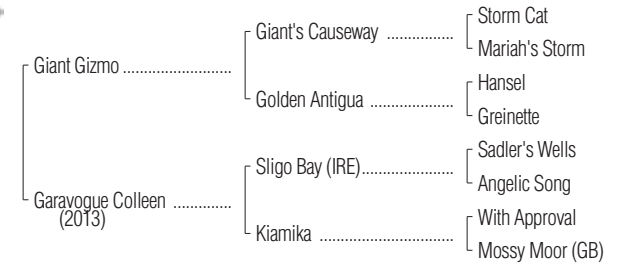 Storm Cat
Giant's Causeway ................
Mariah's Storm
Giant Gizmo ..........................
Hansel
Golden Antigua ....................
Greinette
Sadler's Wells
Sligo Bay (IRE)......................
Angelic Song
Garavogue Colleen ..............
(2013)
With Approval
Kiamika ................................
Mossy Moor (GB)